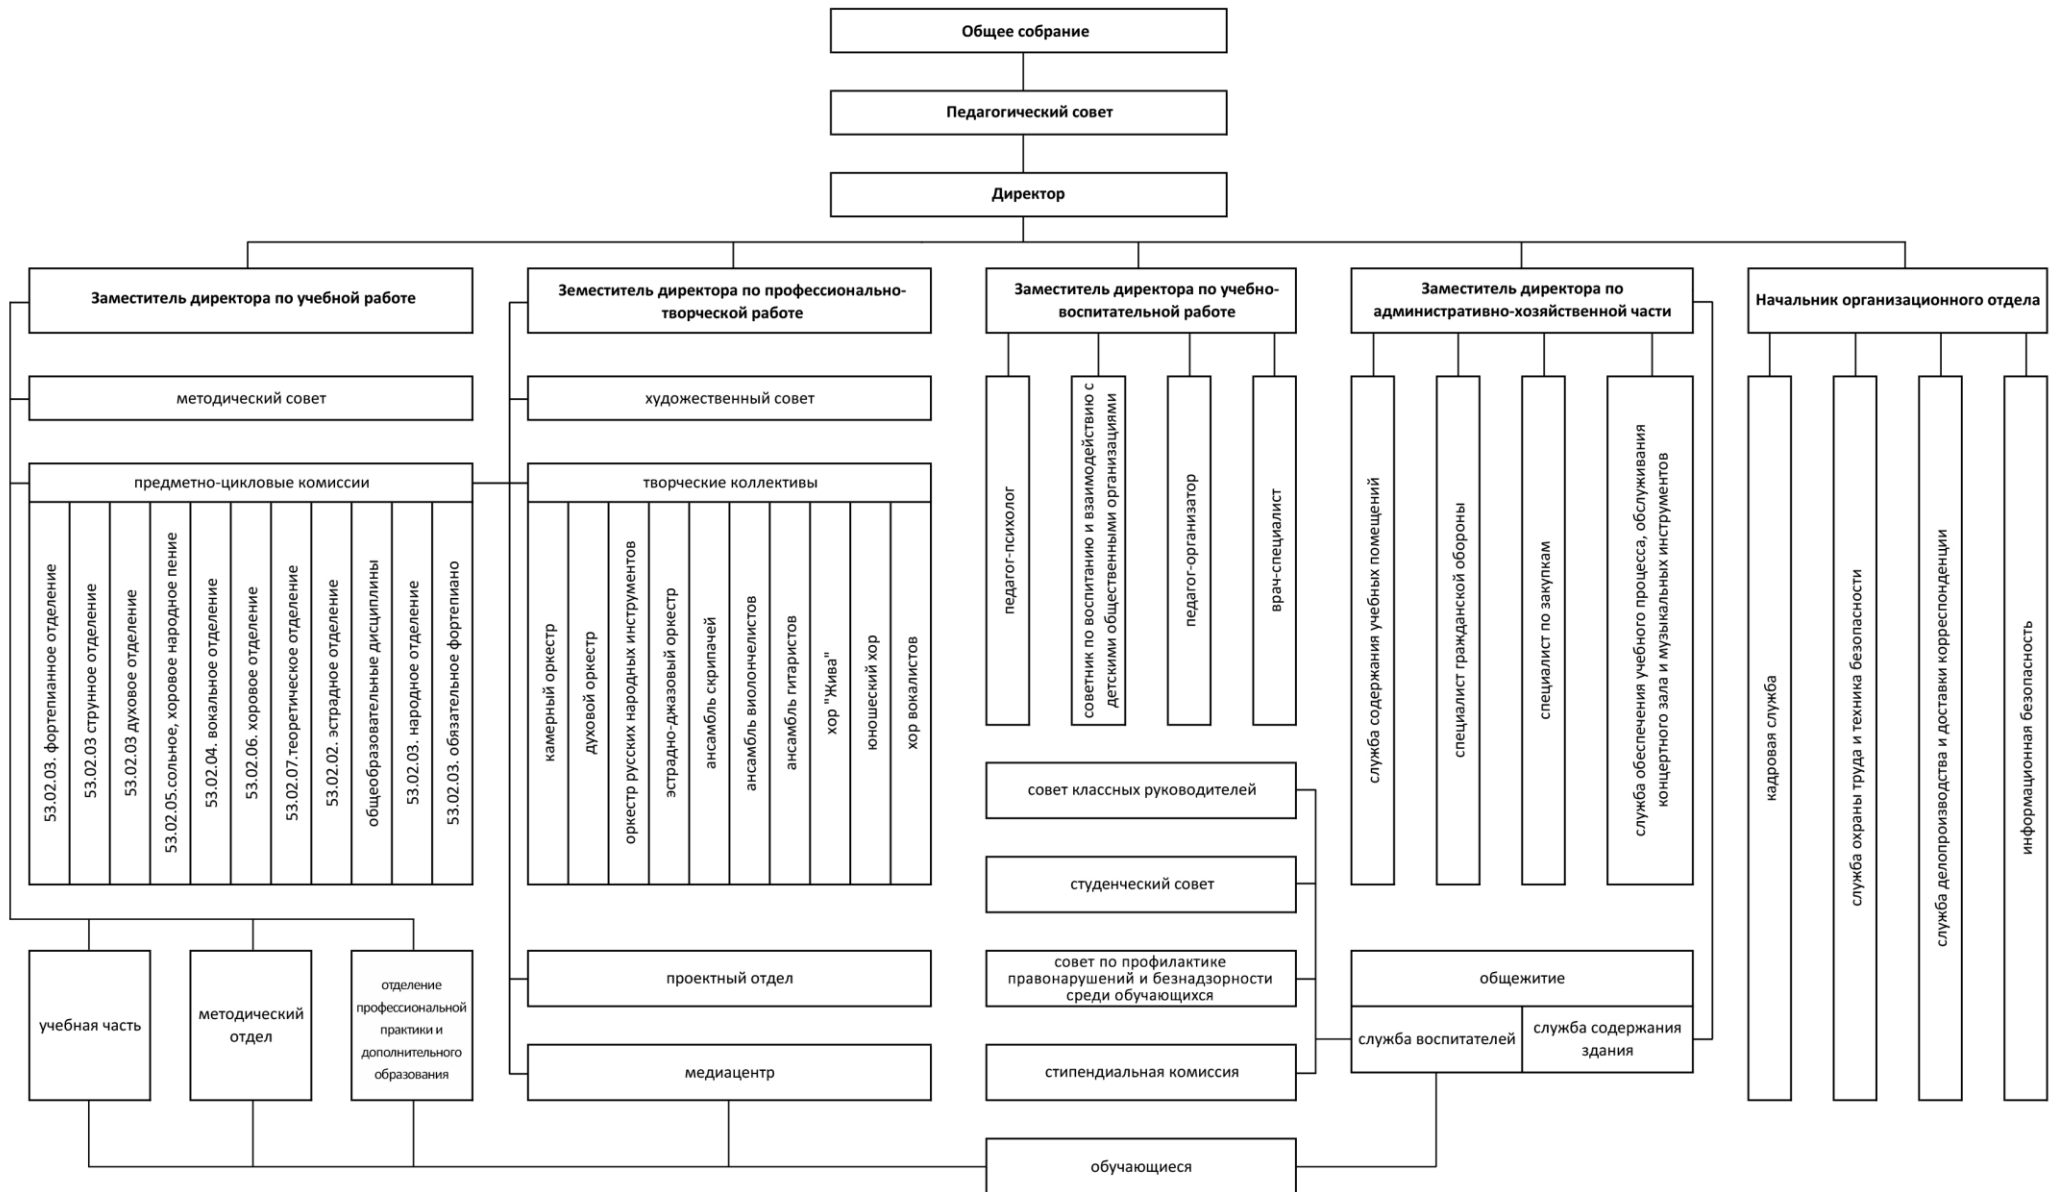 Общее собрание
Педагогический совет
Директор
Заместитель директора по учебной работе
Земеститель директора по профессионально-
творческой работе
Заместитель директора по учебно-
воспитательной работе
Заместитель директора по
административно-хозяйственной части
Начальник организационного отдела
методический совет
художественный совет
предметно-цикловые комиссии
творческие коллективы
53.02.03. фортепианное отделение
53.02.03 струнное отделение
53.02.03 духовое отделение
53.02.05.сольное, хоровое народное пение
53.02.04. вокальное отделение
53.02.06. хоровое отделение
53.02.07.теоретическое отделение
53.02.02. эстрадное отделение
общеобразовательные дисциплины
53.02.03. народное отделение
53.02.03. обязательное фортепиано
камерный оркестр
духовой оркестр
оркестр русских народных инструментов
эстрадно-джазовый оркестр
ансамбль скрипачей
ансамбль виолончелистов
ансамбль гитаристов
хор "Жива"
юношеский хор
хор вокалистов
педагог-психолог
советник по воспитанию и взаимодействию с
детскими общественными организациями
педагог-организатор
врач-специалист
служба содержания учебных помещений
специалист гражданской обороны
специалист по закупкам
служба обеспечения учебного процесса, обслуживания
концертного зала и музыкальных инструментов
кадровая служба
служба охраны труда и техника безопасности
служба делопроизводства и доставки корреспонденции
информационная безопасность
совет классных руководителей
студенческий совет
совет по профилактике
правонарушений и безнадзорности
среди обучающихся
стипендиальная комиссия
общежитие
служба воспитателей
служба содержания
здания
учебная часть
методический
отдел
отделение
профессиональной
практики и
дополнительного
образования
проектный отдел
медиацентр
обучающиеся